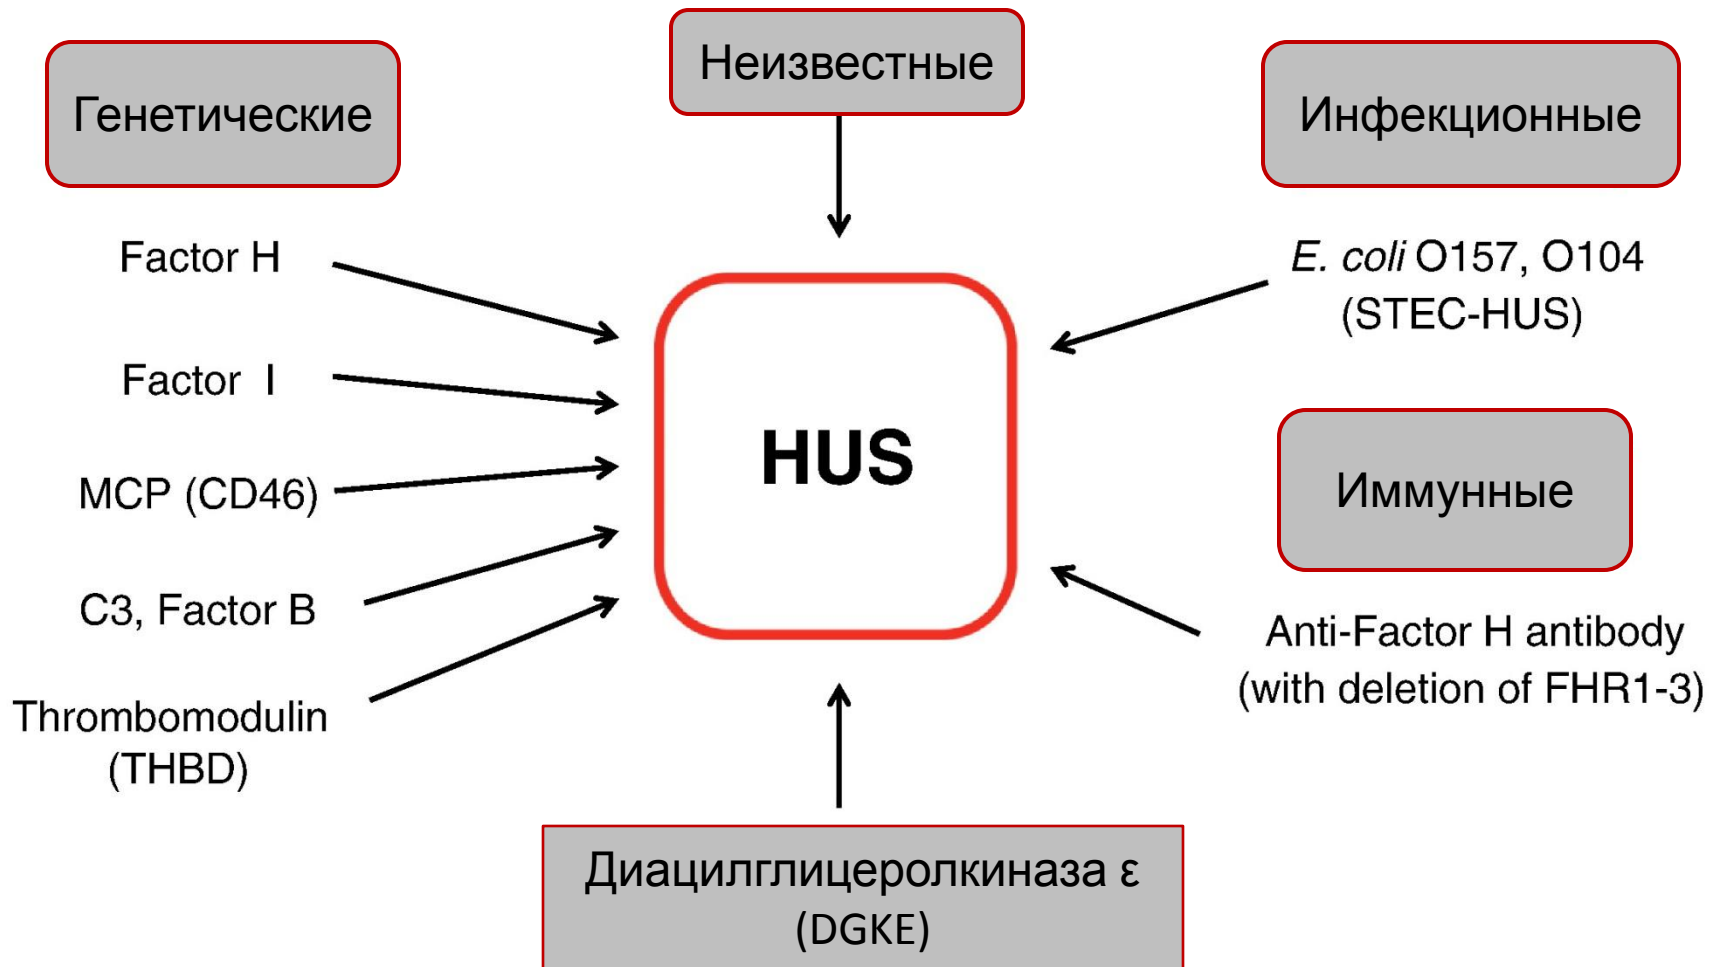 Генетические
Factor H
Factor I
MCP (CD46)
C3, Factor B
Thrombomodulin
(THBD)
Неизвестные
HUS
Диацилглицеролкиназа ε
(DGKE)
Инфекционные
E. coli O157, O104
(STEC-HUS)
Иммунные
Anti-Factor H antibody
(with deletion of FHR1-3)